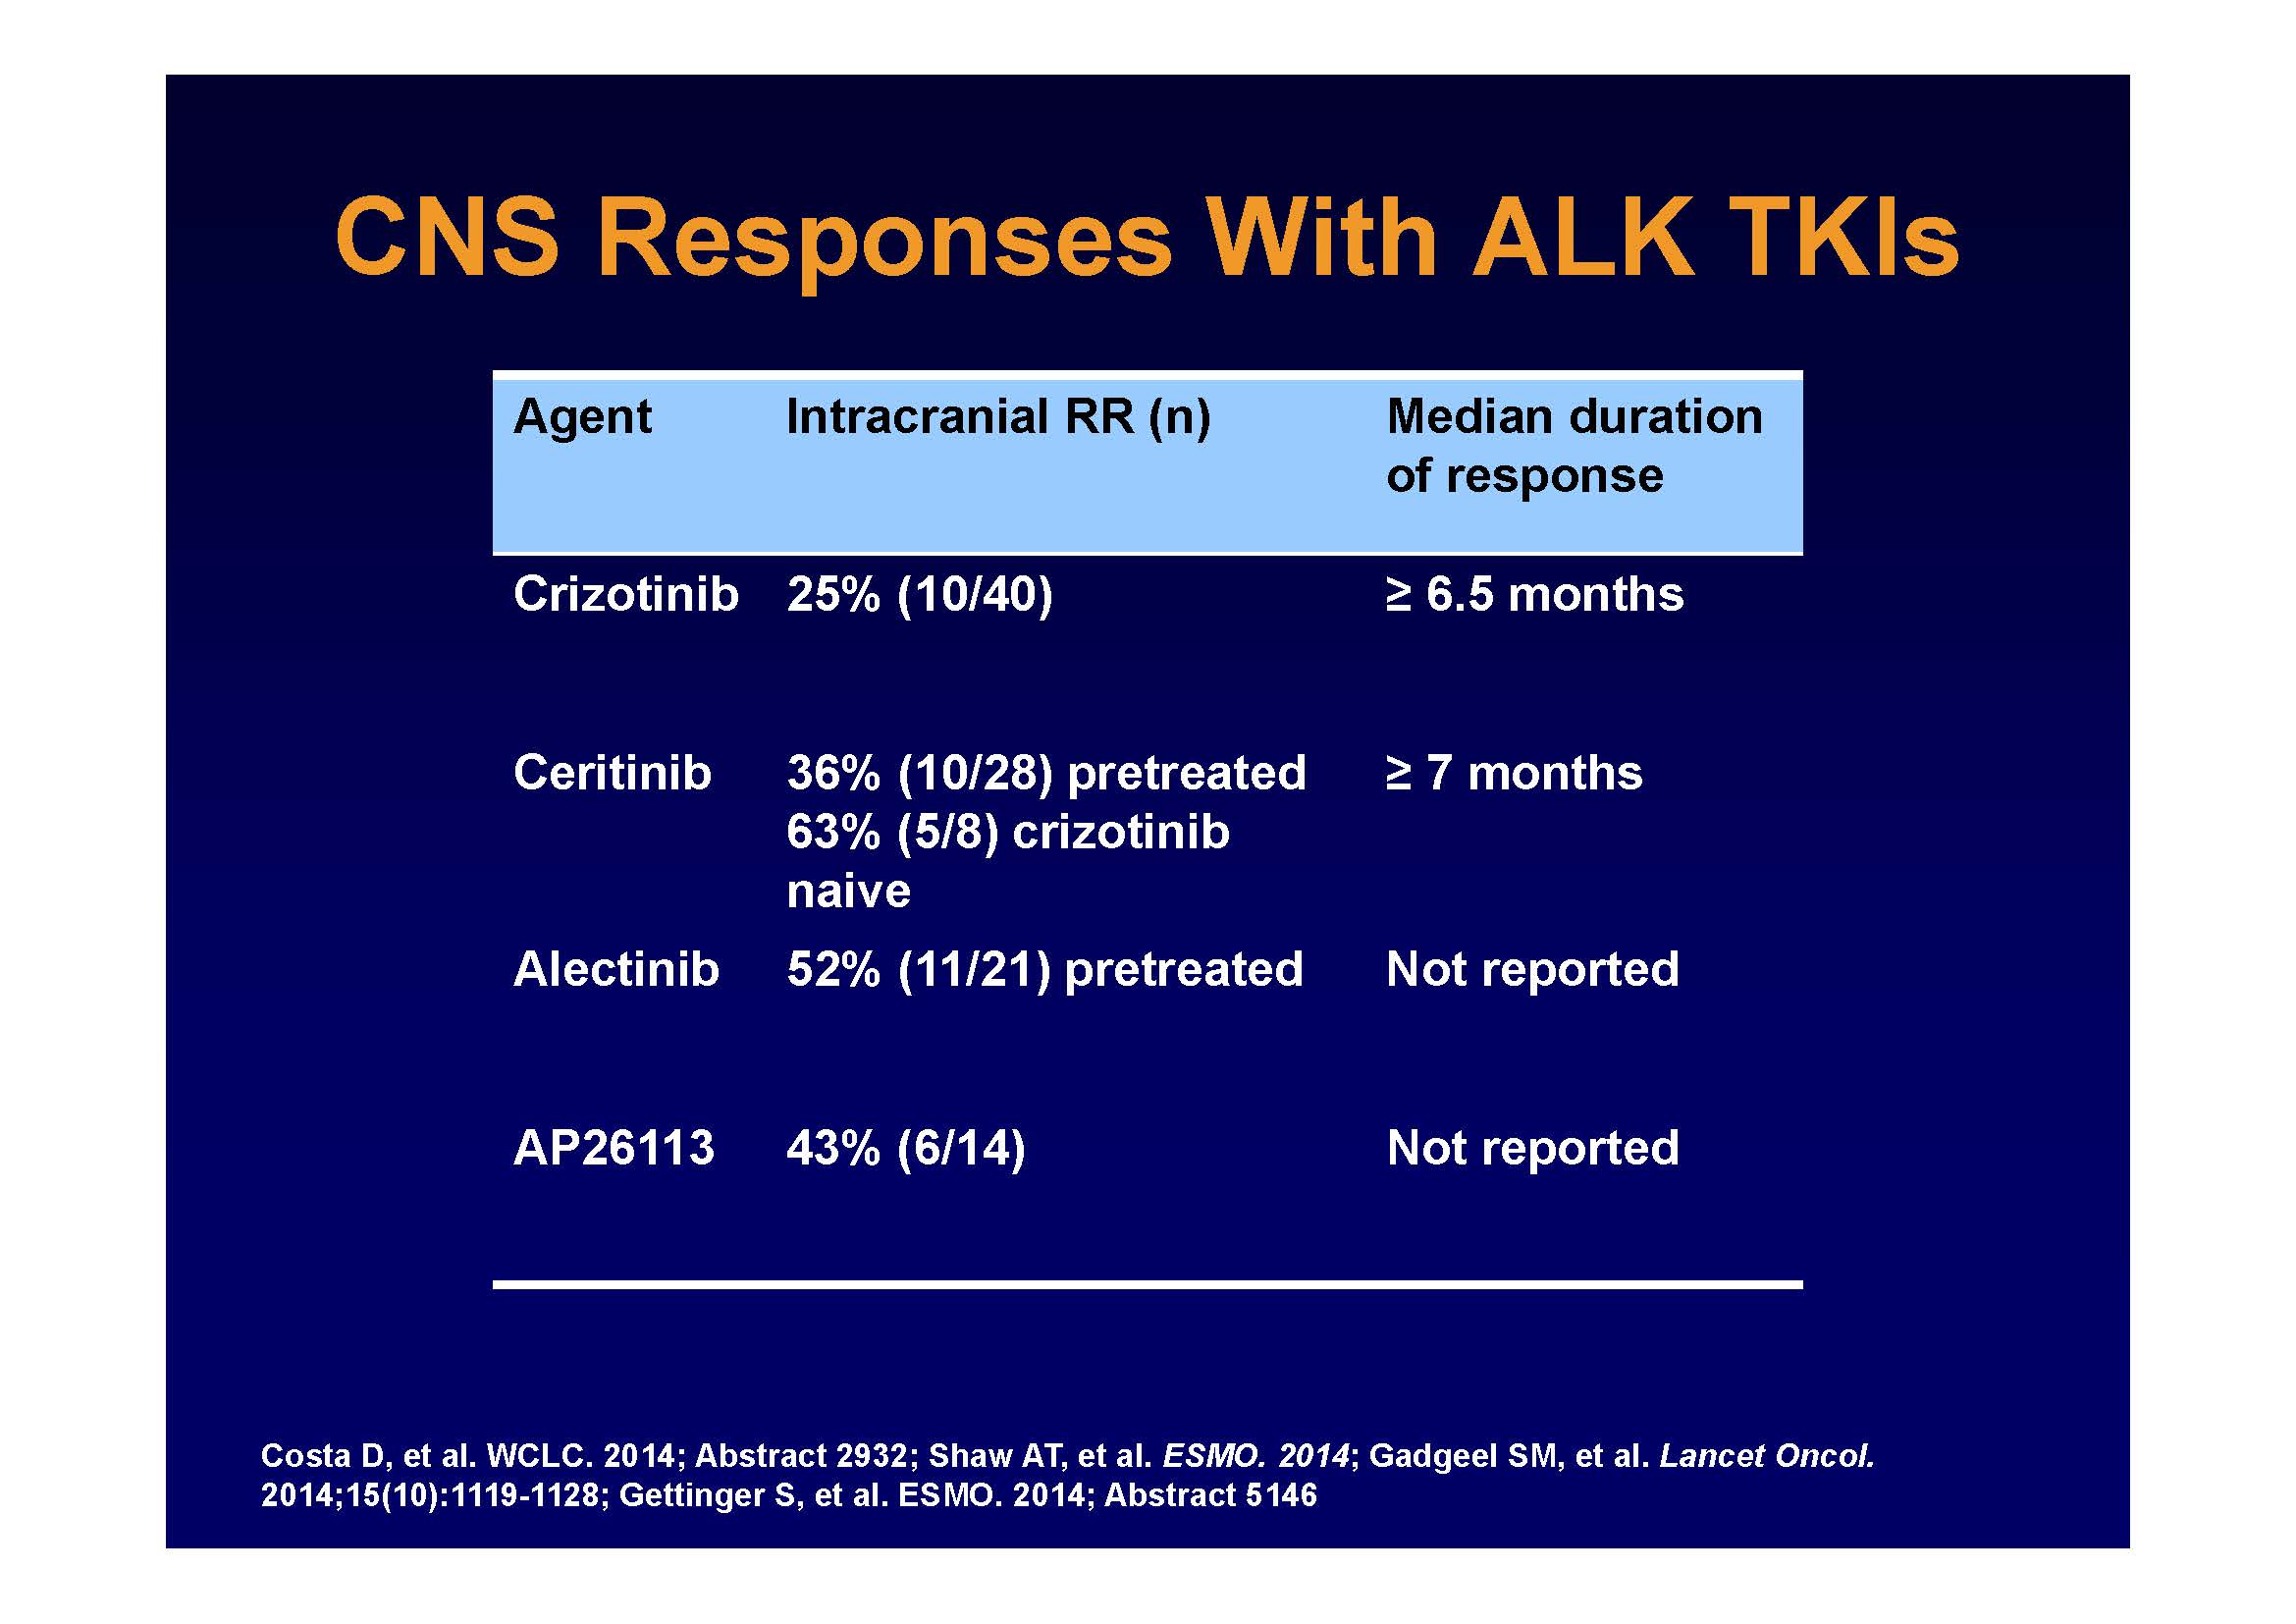 CNS Responses With ALK TKIs
Agent Intracranial RR (n) Median duration
of response
Crizotinib 25% (10/40) ≥ 6.5 months
Ceritinib 36% (10/28) pretreated ≥ 7 months
63% (5/8) crizotinib
naive
Alectinib 52% (11/21) pretreated Not reported
AP26113 43% (6/14) Not reported
Costa D, et al. WCLC. 2014; Abstract 2932; Shaw AT, et al. ESMO. 2014; Gadgeel SM, et al. Lancet Oncol.
2014;15(10):1119-1128; Gettinger S, et al. ESMO. 2014; Abstract 5146